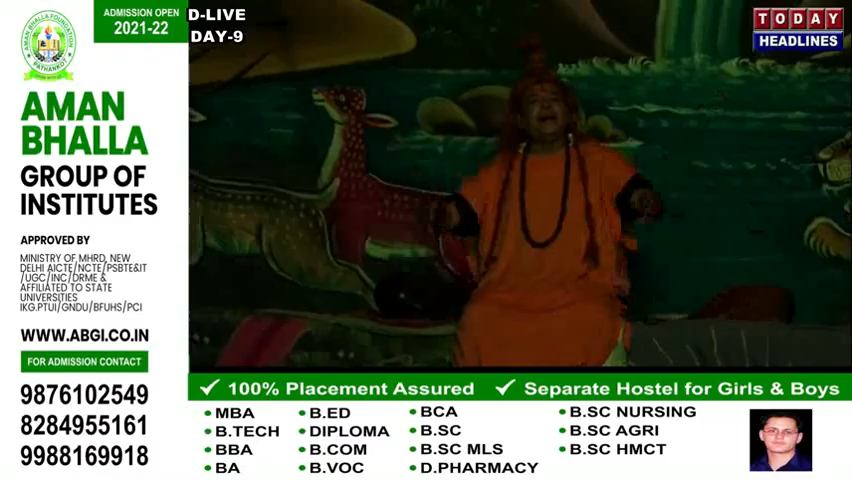 AMAN BHALLA FOUNDATION
PATHANKOT
ADMISSION OPEN
2021-22
D-LIVE
DAY-9
TODAY
HEADLINES
AMAN
BHALLA
GROUP OF
INSTITUTES
APPROVED BY
MINISTRY OF MHRD, NEW
DELHI AICTE/NCTE/PSBTE&IT
/UGC/INC/DRME &
AFFILIATED TO STATE
UNIVERSITIES
IKG.PTUI/GNDU/BFUHS/PCI
WWW.ABGI.CO.IN
FOR ADMISSION CONTACT
9876102549
8284955161
9988169918
100% Placement Assured
Separate Hostel for Girls & Boys
MBA
B.TECH
BBA
BA
B.ED
DIPLOMA
B.COM
B.VOC
BCA
B.SC
B.SC MLS
D.PHARMACY
B.SC NURSING
B.SC AGRI
B.SC HMCT